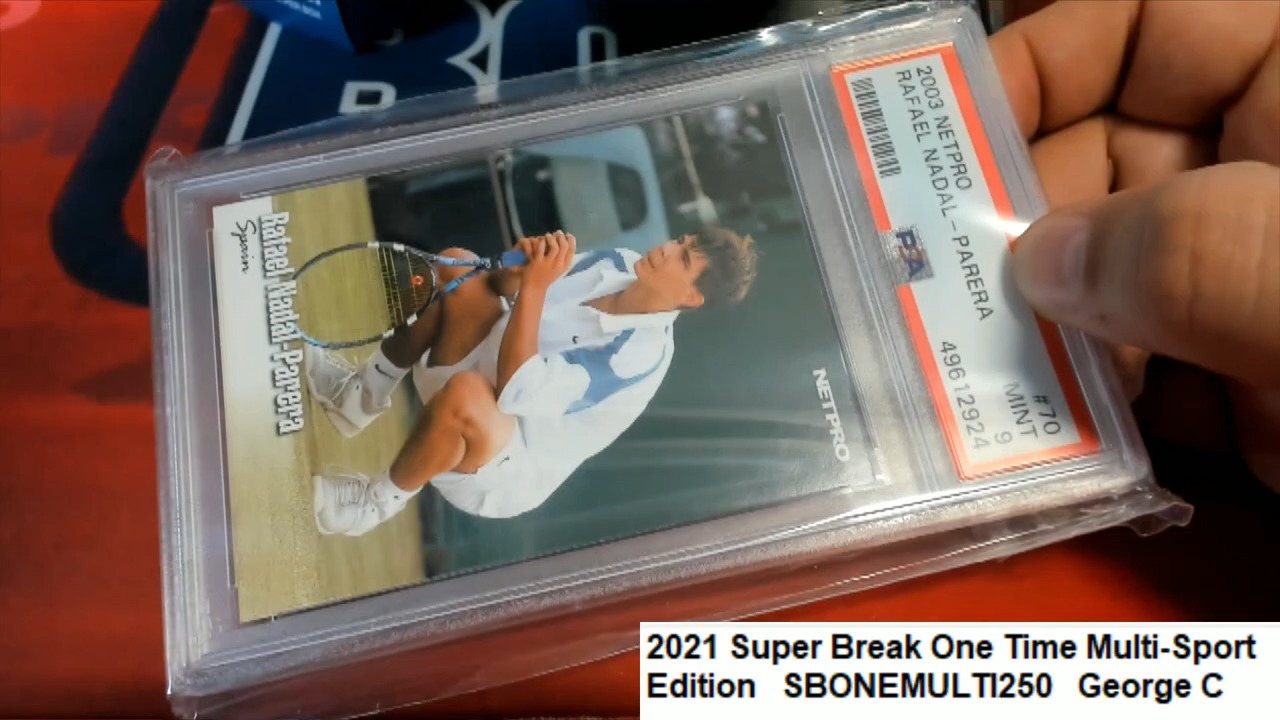 2003 NETPRO
RAFAEL NADAL-PARERA
#70
MINT
9
49612924
PSA
NETPRO
Rafael Nadal-Parera
Spain
2021 Super Break One Time Multi-Sport
Edition SBONEMULTI250 George C